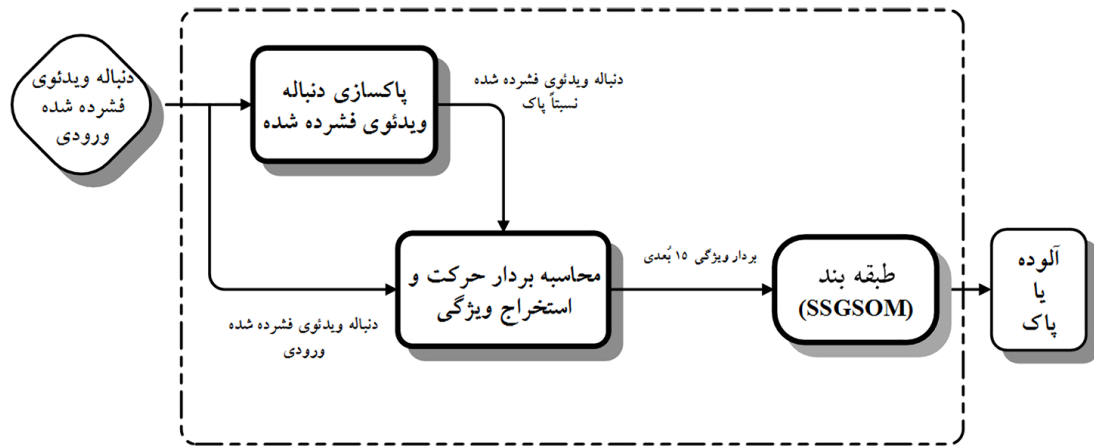 دنباله ویدئوی
فشرده شده
ورودی
پاکسازی دنباله
ویدئوی فشرده شده
دنباله ویدئوی فشرده شده
نسبتاً پاک
محاسبه بردار حرکت و
استخراج ویژگی
دنباله ویدئوی فشرده شده
ورودی
بردار ویژگی ۱۵ بُعدی
طبقه بند
(SSGSOM)
آلوده
یا
پاک